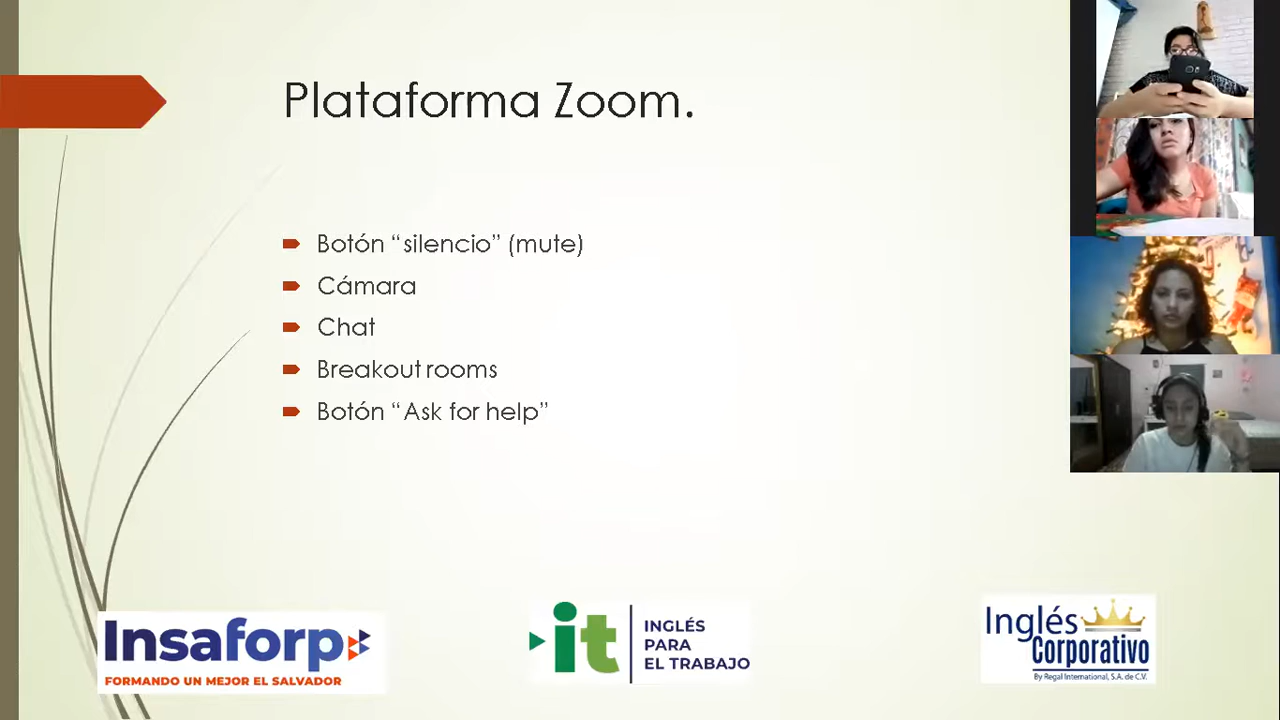 Plataforma Zoom.
Botón “silencio” (mute)
Cámara
Chat
Breakout rooms
Botón “Ask for help”
Insaforp
FORMANDO UN MEJOR EL SALVADOR
it
INGLÉS
PARA
EL TRABAJO
Inglés
Corporativo
By Regal International, S.A. de C.V.